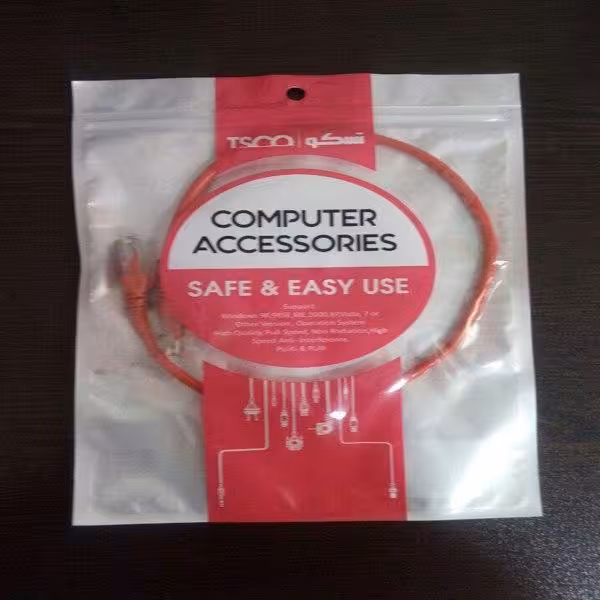 TSCO | تسکو
COMPUTER
ACCESSORIES
SAFE & EASY USE
Support:
Windows 98,98SE,ME,2000,XP,Vista, 7 or
Other Version, Operation System
High Quality, Full Speed, Non Radiation,High
Speed Anti-Interference,
PLUG & PLAY